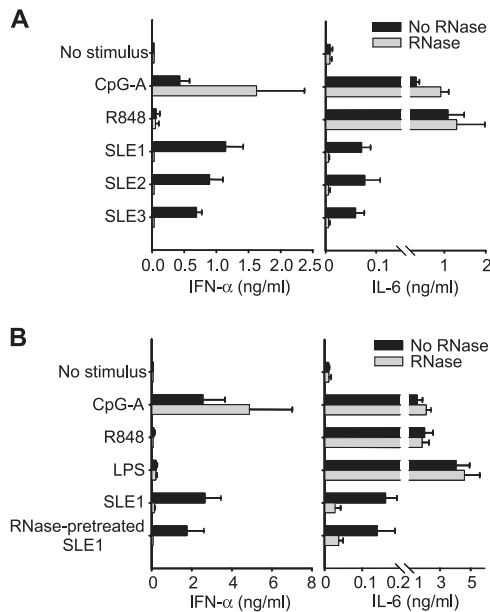 A
No RNase
RNase
No stimulus
CpG-A
R848
SLE1
SLE2
SLE3
0.0 0.5 1.0 1.5 2.0 2.5
0 0.1 1 2
IFN-α (ng/ml)
IL-6 (ng/ml)
B
No RNase
RNase
No stimulus
CpG-A
R848
LPS
SLE1
RNase-pretreated
SLE1
0 2 4 6 8
0 0.1 0.2 1 3 5
IFN-α (ng/ml)
IL-6 (ng/ml)